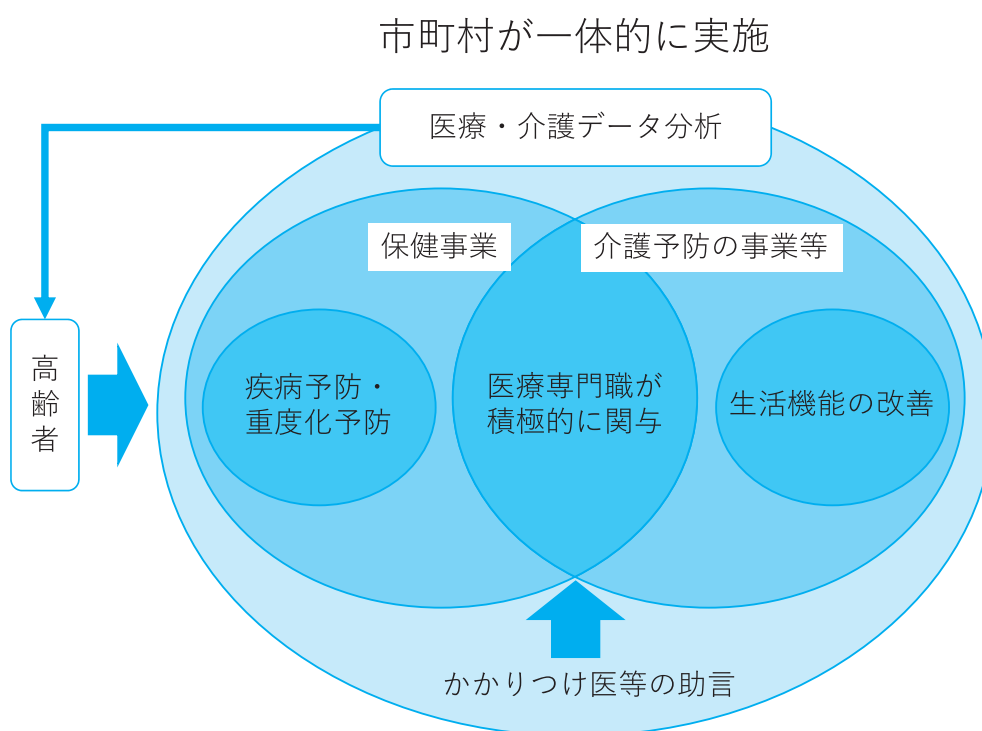 市町村が一体的に実施
医療・介護データ分析
保健事業
介護予防の事業等
高齢者
疾病予防・
重度化予防
医療専門職が
積極的に関与
生活機能の改善
かかりつけ医等の助言